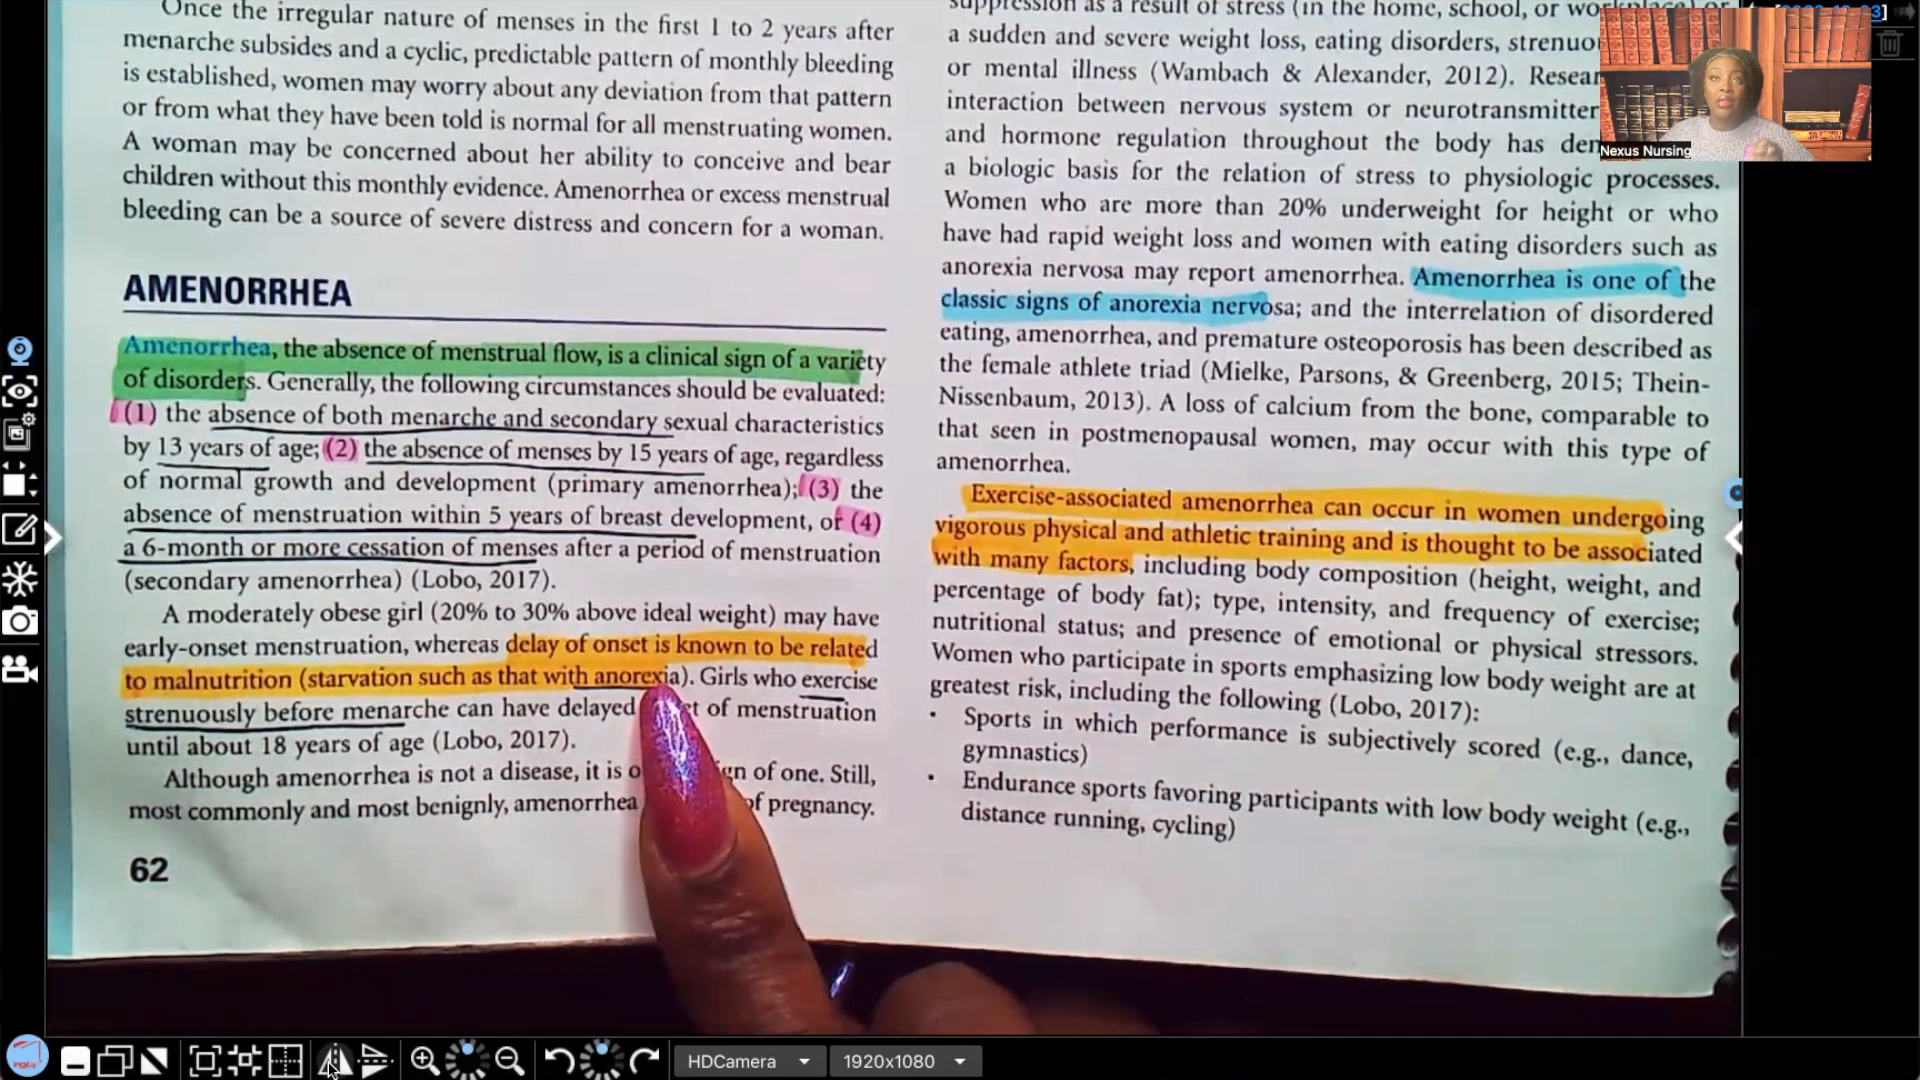 Once the irregular nature of menses in the first 1 to 2 years after
menarche subsides and a cyclic, predictable pattern of monthly bleeding
is established, women may worry about any deviation from that pattern
or from what they have been told is normal for all menstruating women.
A woman may be concerned about her ability to conceive and bear
children without this monthly evidence. Amenorrhea or excess menstrual
bleeding can be a source of severe distress and concern for a woman.
AMENORRHEA
Amenorrhea, the absence of menstrual flow, is a clinical sign of a variety
of disorders. Generally, the following circumstances should be evaluated:
(1) the absence of both menarche and secondary sexual characteristics
by 13 years of age; (2) the absence of menses by 15 years of age, regardless
of normal growth and development (primary amenorrhea); (3) the
absence of menstruation within 5 years of breast development, or (4)
a 6-month or more cessation of menses after a period of menstruation
(secondary amenorrhea) (Lobo, 2017).
A moderately obese girl (20% to 30% above ideal weight) may have
early-onset menstruation, whereas delay of onset is known to be related
to malnutrition (starvation such as that with anorexia). Girls who exercise
strenuously before menarche can have delayed of menstruation
until about 18 years of age (Lobo, 2017).
Although amenorrhea is not a disease, it is of one. Still,
most commonly and most benignly, amenorrhea of pregnancy.
62
suppression as a result of stress (in the home, school, or
a sudden and severe weight loss, eating disorders,
or mental illness (Wambach & Alexander, 2012).
interaction between nervous system or neurotransmitter
and hormone regulation throughout the body has
a biologic basis for the relation of stress to physiologic processes.
Women who are more than 20% underweight for height or who
have had rapid weight loss and women with eating disorders such as
anorexia nervosa may report amenorrhea. Amenorrhea is one of the
classic signs of anorexia nervosa; and the interrelation of disordered
eating, amenorrhea, and premature osteoporosis has been described as
the female athlete triad (Mielke, Parsons, & Greenberg, 2015; Thein-
Nissenbaum, 2013). A loss of calcium from the bone, comparable to
that seen in postmenopausal women, may occur with this type of
amenorrhea.
Exercise-associated amenorrhea can occur in women undergoing
vigorous physical and athletic training and is thought to be associated
with many factors, including body composition (height, weight, and
percentage of body fat); type, intensity, and frequency of exercise;
nutritional status; and presence of emotional or physical stressors.
Women who participate in sports emphasizing low body weight are at
greatest risk, including the following (Lobo, 2017):
• Sports in which performance is subjectively scored (e.g., dance,
gymnastics)
• Endurance sports favoring participants with low body weight (e.g.,
distance running, cycling)
Nexus Nursing
HDCamera
1920x1080